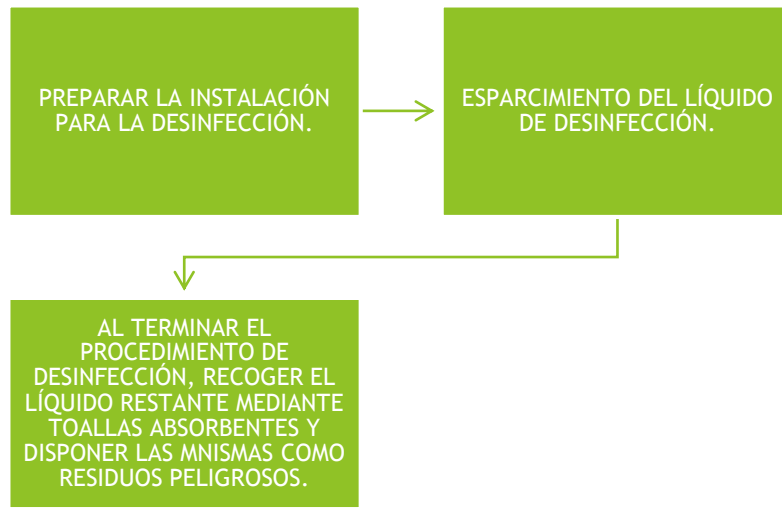 PREPARAR LA INSTALACIÓN
PARA LA DESINFECCIÓN.
ESPARCIMIENTO DEL LÍQUIDO
DE DESINFECCIÓN.
AL TERMINAR EL
PROCEDIMIENTO DE
DESINFECCIÓN, RECOGER EL
LÍQUIDO RESTANTE MEDIANTE
TOALLAS ABSORBENTES Y
DISPONER LAS MNISMAS COMO
RESIDUOS PELIGROSOS.